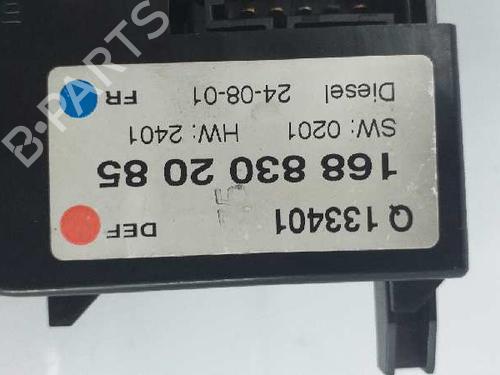 Q 133401 DEF
168 830 20 85
SW: 0201 HW: 2401
Diesel 24-08-01 FR
B-PARTS